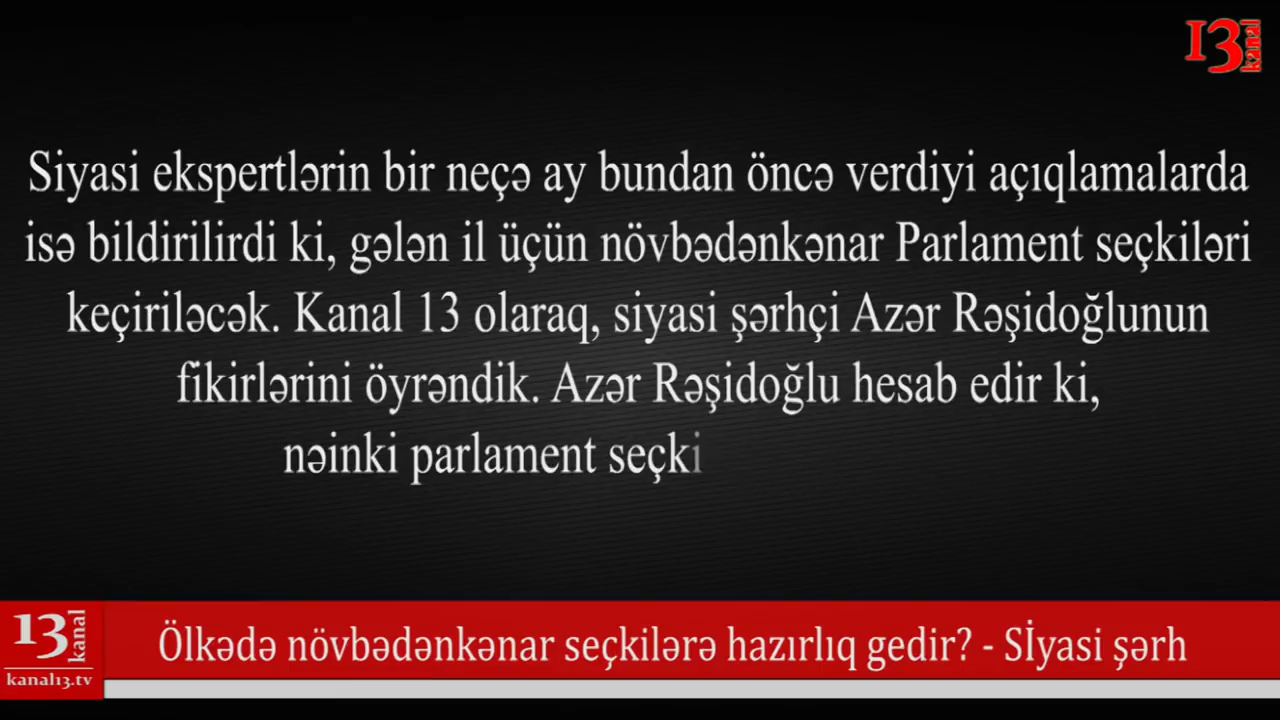 13 kanal
Siyasi ekspertlərin bir neçə ay bundan öncə verdiyi açıqlamalarda
isə bildirilirdi ki, gələn il üçün növbədənkənar Parlament seçkiləri
keçiriləcək. Kanal 13 olaraq, siyasi şərhçi Azər Rəşidoğlunun
fikirlərini öyrəndik. Azər Rəşidoğlu hesab edir ki,
nəinki parlament seçki
13 kanal
kanal13.tv
Ölkədə növbədənkənar seçkilərə hazırlıq gedir? - Sİyasi şərh